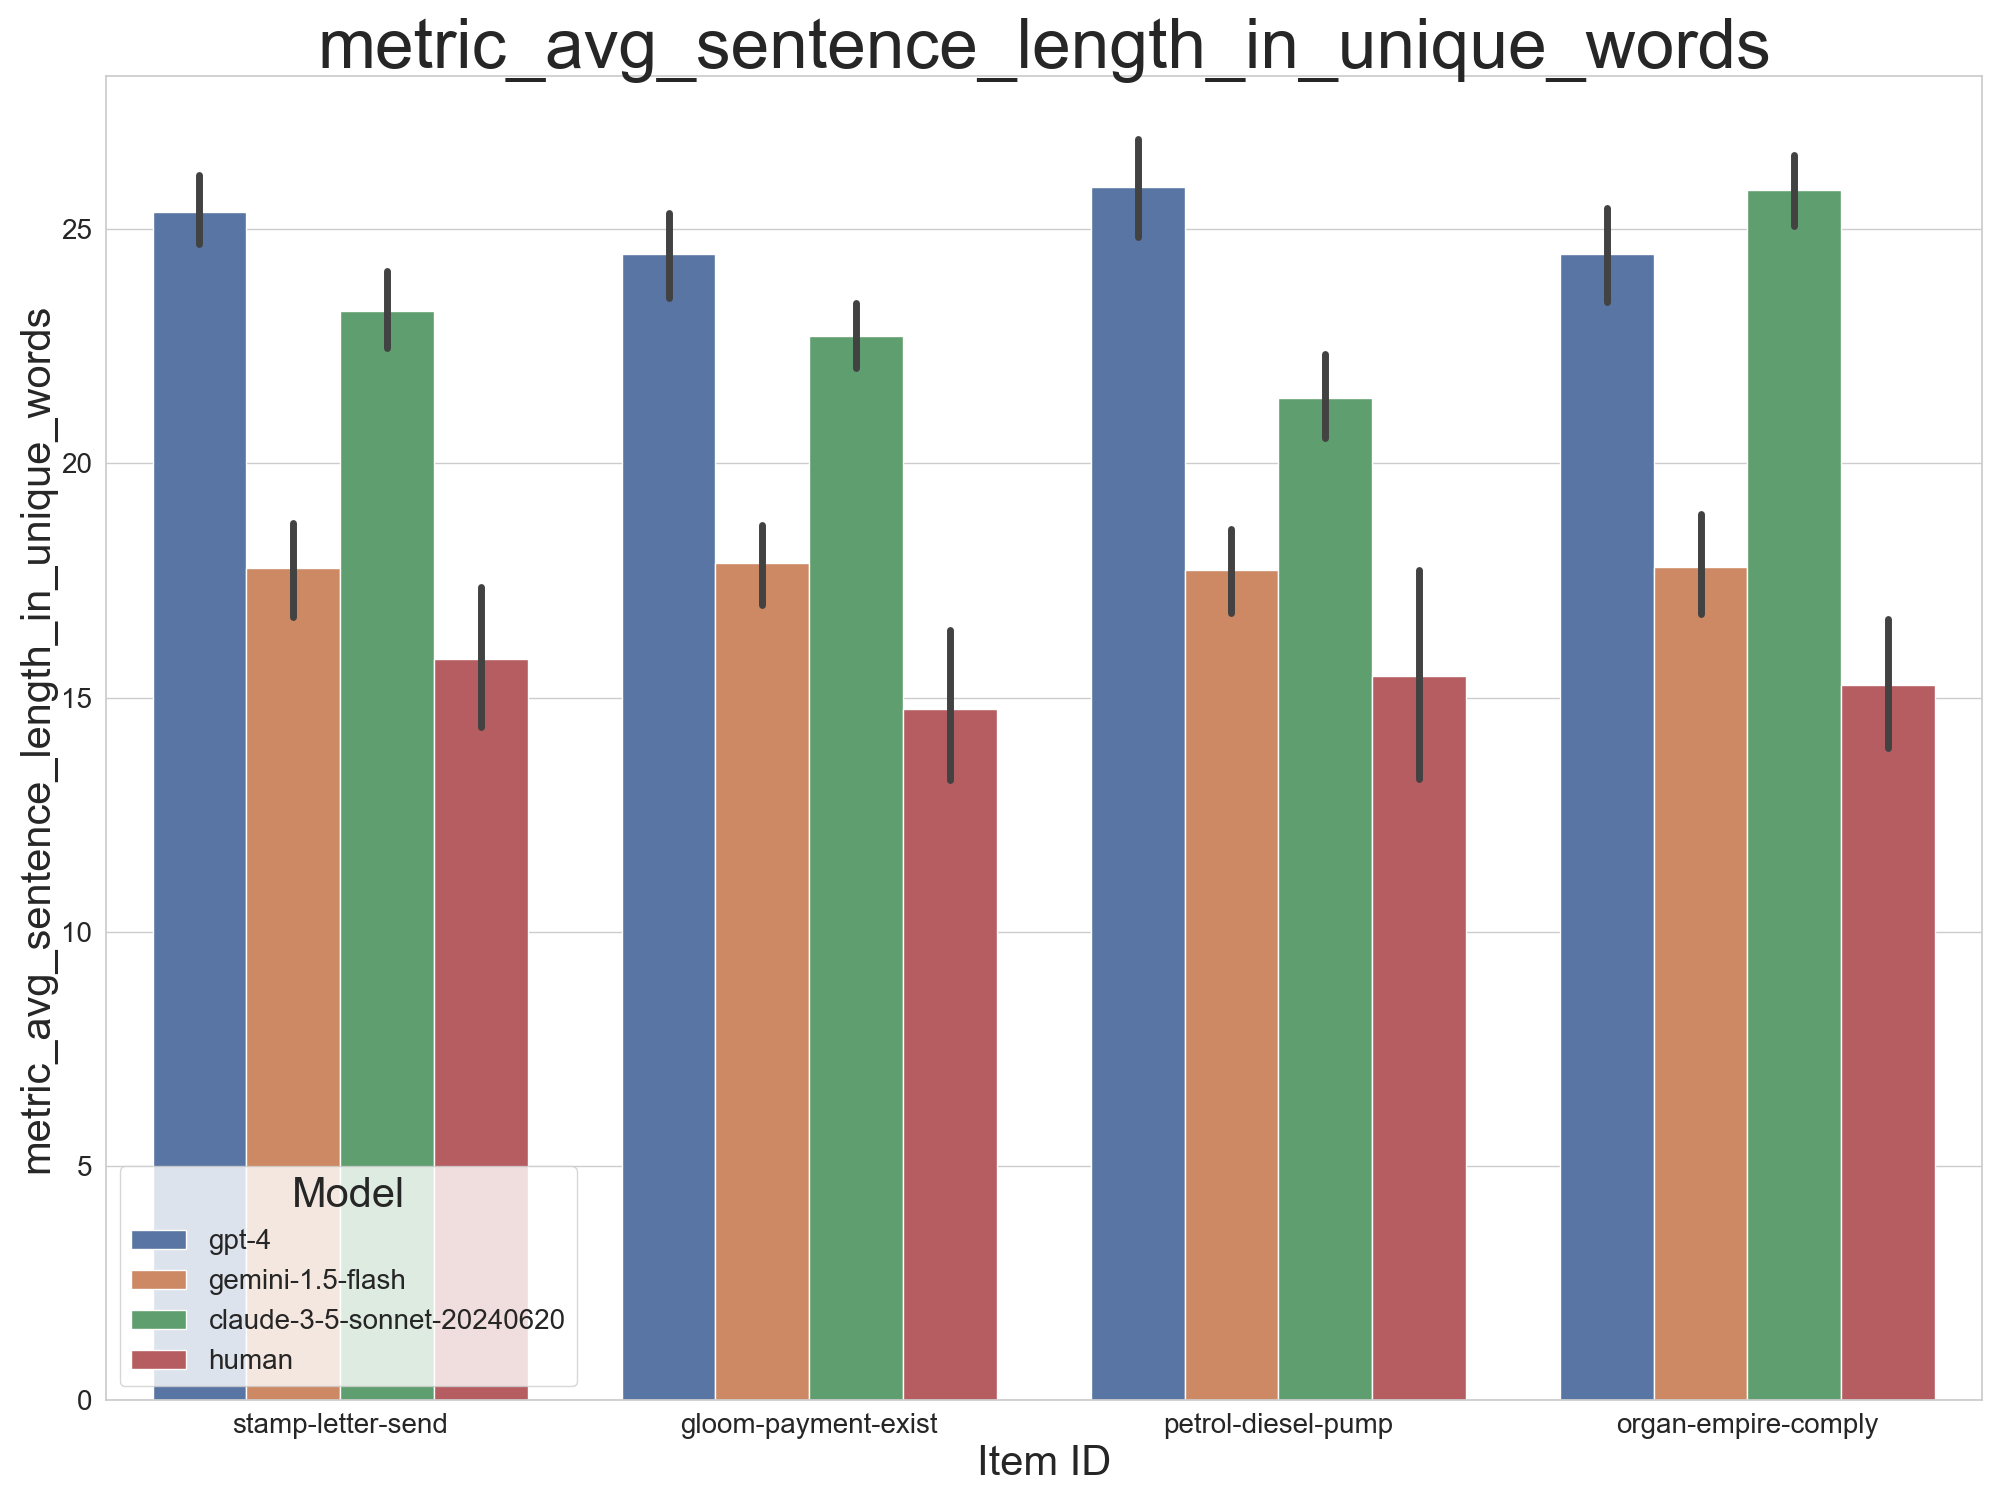 metric_avg_sentence_length_in_unique_words
metric_avg_sentence_length_in_unique_words
25
20
15
10
5
0
Model
gpt-4
gemini-1.5-flash
claude-3-5-sonnet-20240620
human
stamp-letter-send
gloom-payment-exist
petrol-diesel-pump
organ-empire-comply
Item ID